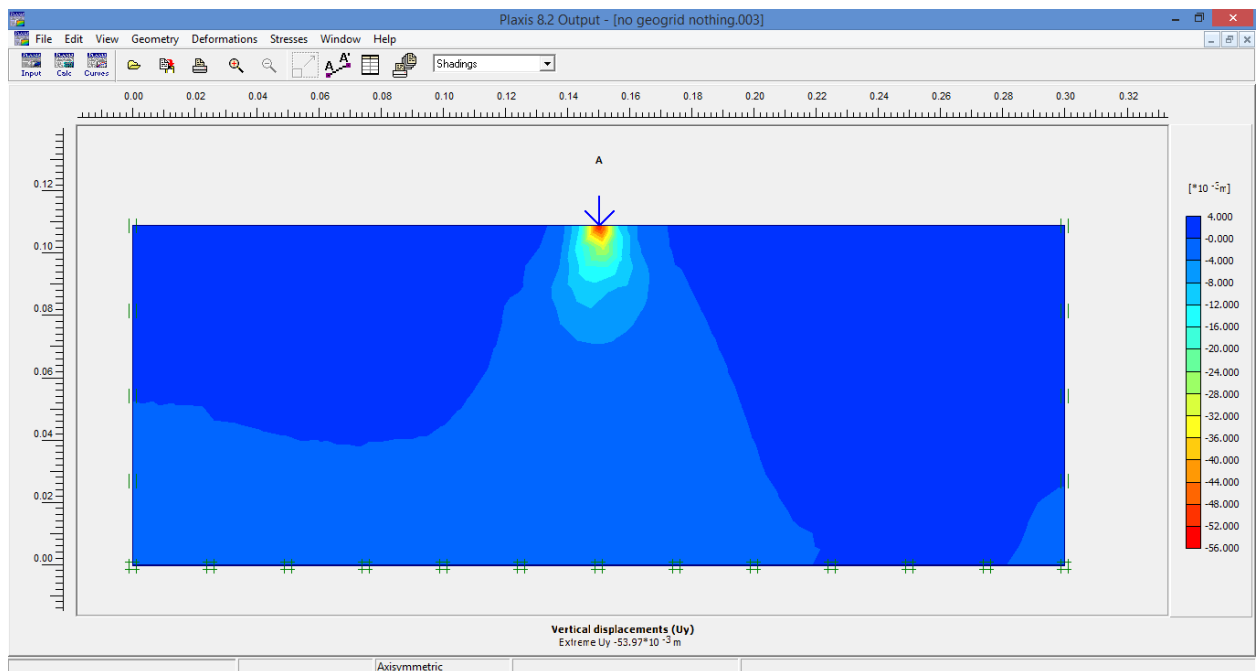 Plaxis 8.2 Output - [no geogrid nothing.003]
File Edit View Geometry Deformations Stresses Window Help
Input Calc Curves A A' Shadings
0.00 0.02 0.04 0.06 0.08 0.10 0.12 0.14 0.16 0.18 0.20 0.22 0.24 0.26 0.28 0.30 0.32
A
0.12
0.10
0.08
0.06
0.04
0.02
0.00
[*10 -3m]
4.000
-0.000
-4.000
-8.000
-12.000
-16.000
-20.000
-24.000
-28.000
-32.000
-36.000
-40.000
-44.000
-48.000
-52.000
-56.000
Vertical displacements (Uy)
Extreme Uy -53.97*10 -3 m
Axisymmetric